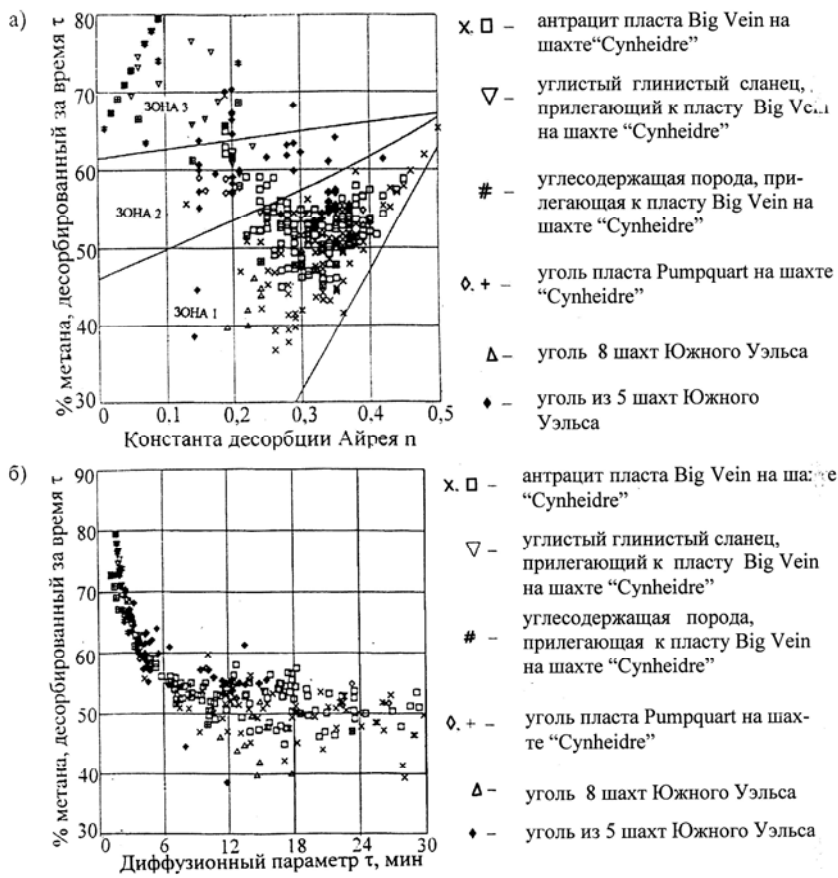 а)
% метана, десорбированный за время τ
80
70
60
50
40
30
ЗОНА 3
ЗОНА 2
ЗОНА 1
0
0,1
0,2
0,3
0,4
0,5
Константа десорбции Айрея n
х. □ – антрацит пласта Big Vein на
шахте“Cynheidre”
▽ – углистый глинистый сланец,
прилегающий к пласту Big
на шахте “Cynheidre”
# – углесодержащая порода, при-
легающая к пласту Big Vein на
шахте “Cynheidre”
◊. + – уголь пласта Pumpquart на шахте
“Cynheidre”
Δ – уголь 8 шахт Южного Уэльса
♦ – уголь из 5 шахт Южного
Уэльса
б)
% метана, десорбированный за время τ
90
80
70
60
50
40
30
0
6
12
18
24
30
Диффузионный параметр τ, мин
х. □ – антрацит пласта Big Vein на
“Cynheidre”
▽ – углистый глинистый сланец,
прилегающий к пласту Big Vein
на шахте “Cynheidre”
# – углесодержащая порода,
прилегающая к пласту Big Vein
на шахте “Cynheidre”
◊. + – уголь пласта Pumpquart на шах-
те “Cynheidre”
Δ – уголь 8 шахт Южного Уэльса
♦ – уголь из 5 шахт Южного Уэльса